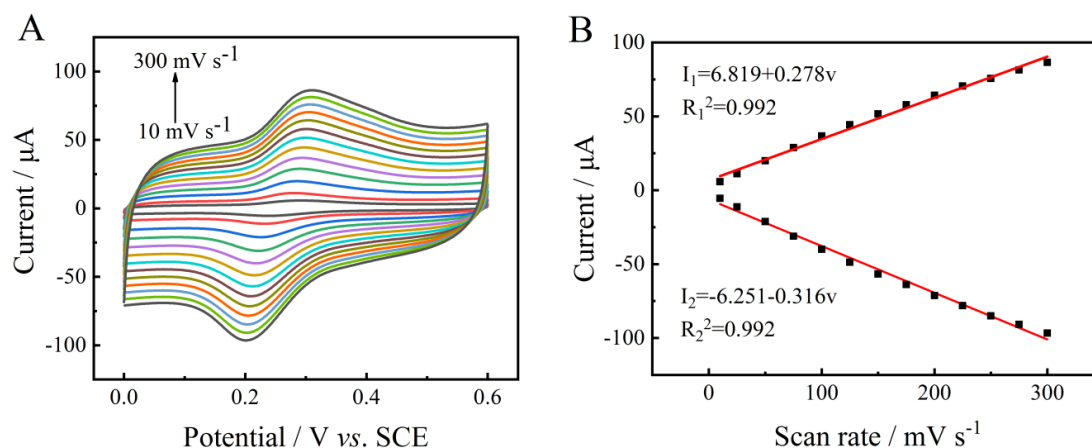 A
300 mV s⁻¹
10 mV s⁻¹
Current / μA
100
50
0
-50
-100
0.0 0.2 0.4 0.6
Potential / V vs. SCE
B
I₁=6.819+0.278v
R₁²=0.992
I₂=-6.251-0.316v
R₂²=0.992
Current / μA
100
50
0
-50
-100
0 100 200 300
Scan rate / mV s⁻¹